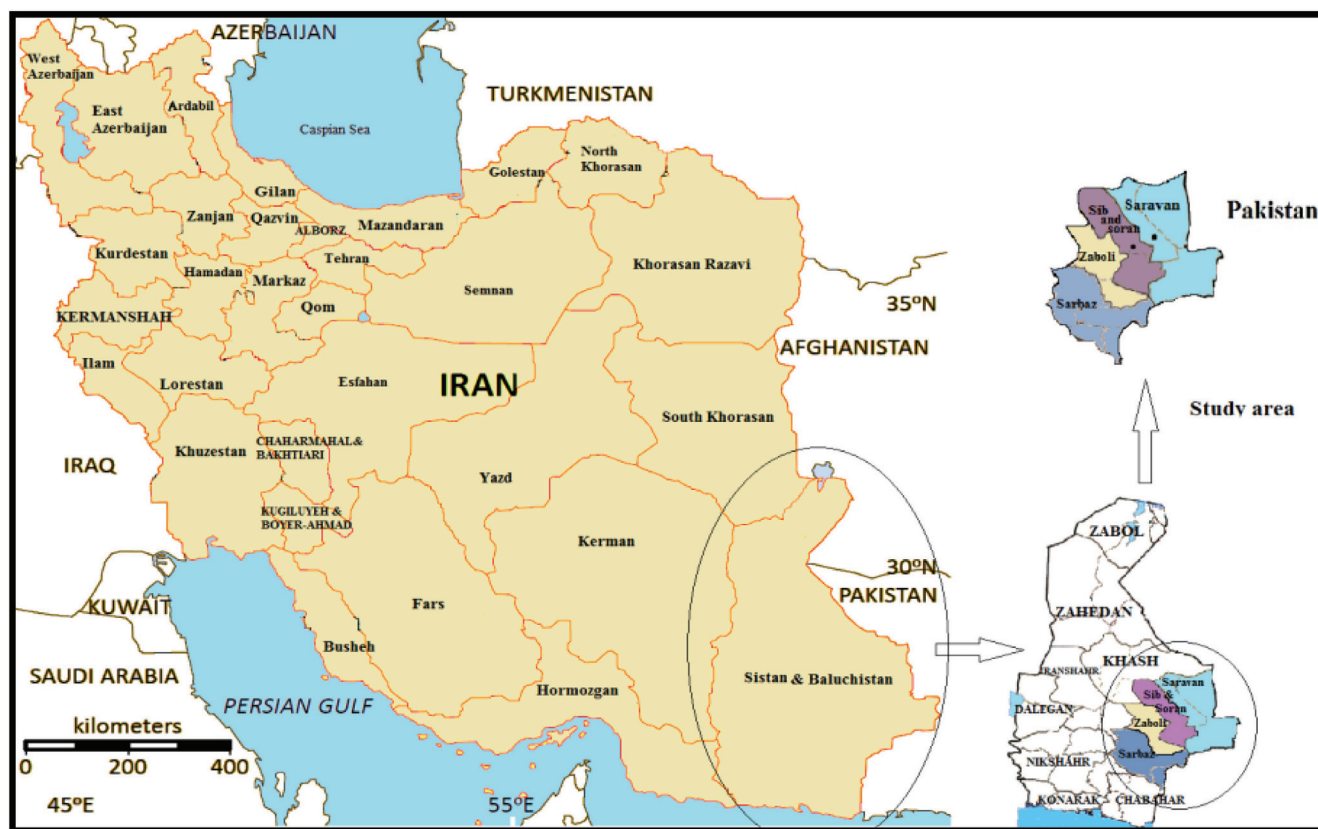 AZERBAIJAN
West
Azerbaijan
East
Azerbaijan
Ardabil
Caspian Sea
TURKMENISTAN
Golestan
North
Khorasan
Gilan
Zanjan
Qazvin
ALBORZ
Mazandaran
Kurdestan
Hamadan
Markaz
Tehran
Qom
Semnan
Khorasan Razavi
35ºN
AFGHANISTAN
KERMANSHAH
Ilam
Lorestan
Esfahan
IRAN
South Khorasan
IRAQ
Khuzestan
CHAHARMAHAL&
BAKHTIARI
Yazd
KUGILUYEH &
BOYER-AHMAD
Kerman
30ºN
PAKISTAN
KUWAIT
Fars
Busheh
SAUDI ARABIA
PERSIAN GULF
Hormozgan
Sistan & Baluchistan
kilometers
0 200 400
45ºE
55ºE
Pakistan
Saravan
Sib
and
sorah
Zaboli
Sarbaz
Study area
ZABOL
ZAHEDAN
KHASH
IRANSHAHR
Saravan
Sib &
Soran
DALEGAN
Zaboli
Sarbaz
NIKSHAHR
KONARAK
CHABAHAR